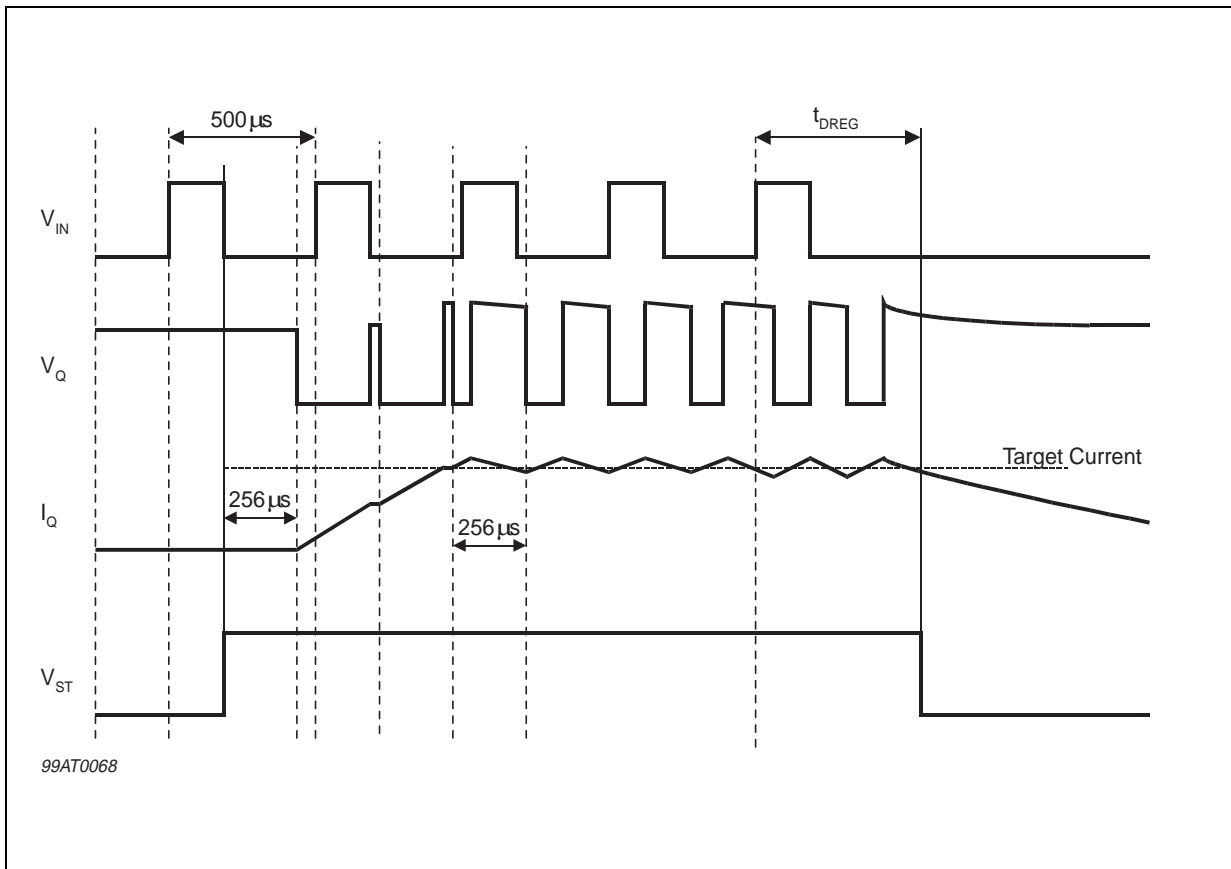 500 µs
t_DREG
V_IN
V_Q
Target Current
256 µs
I_Q
256 µs
V_ST
99AT0068